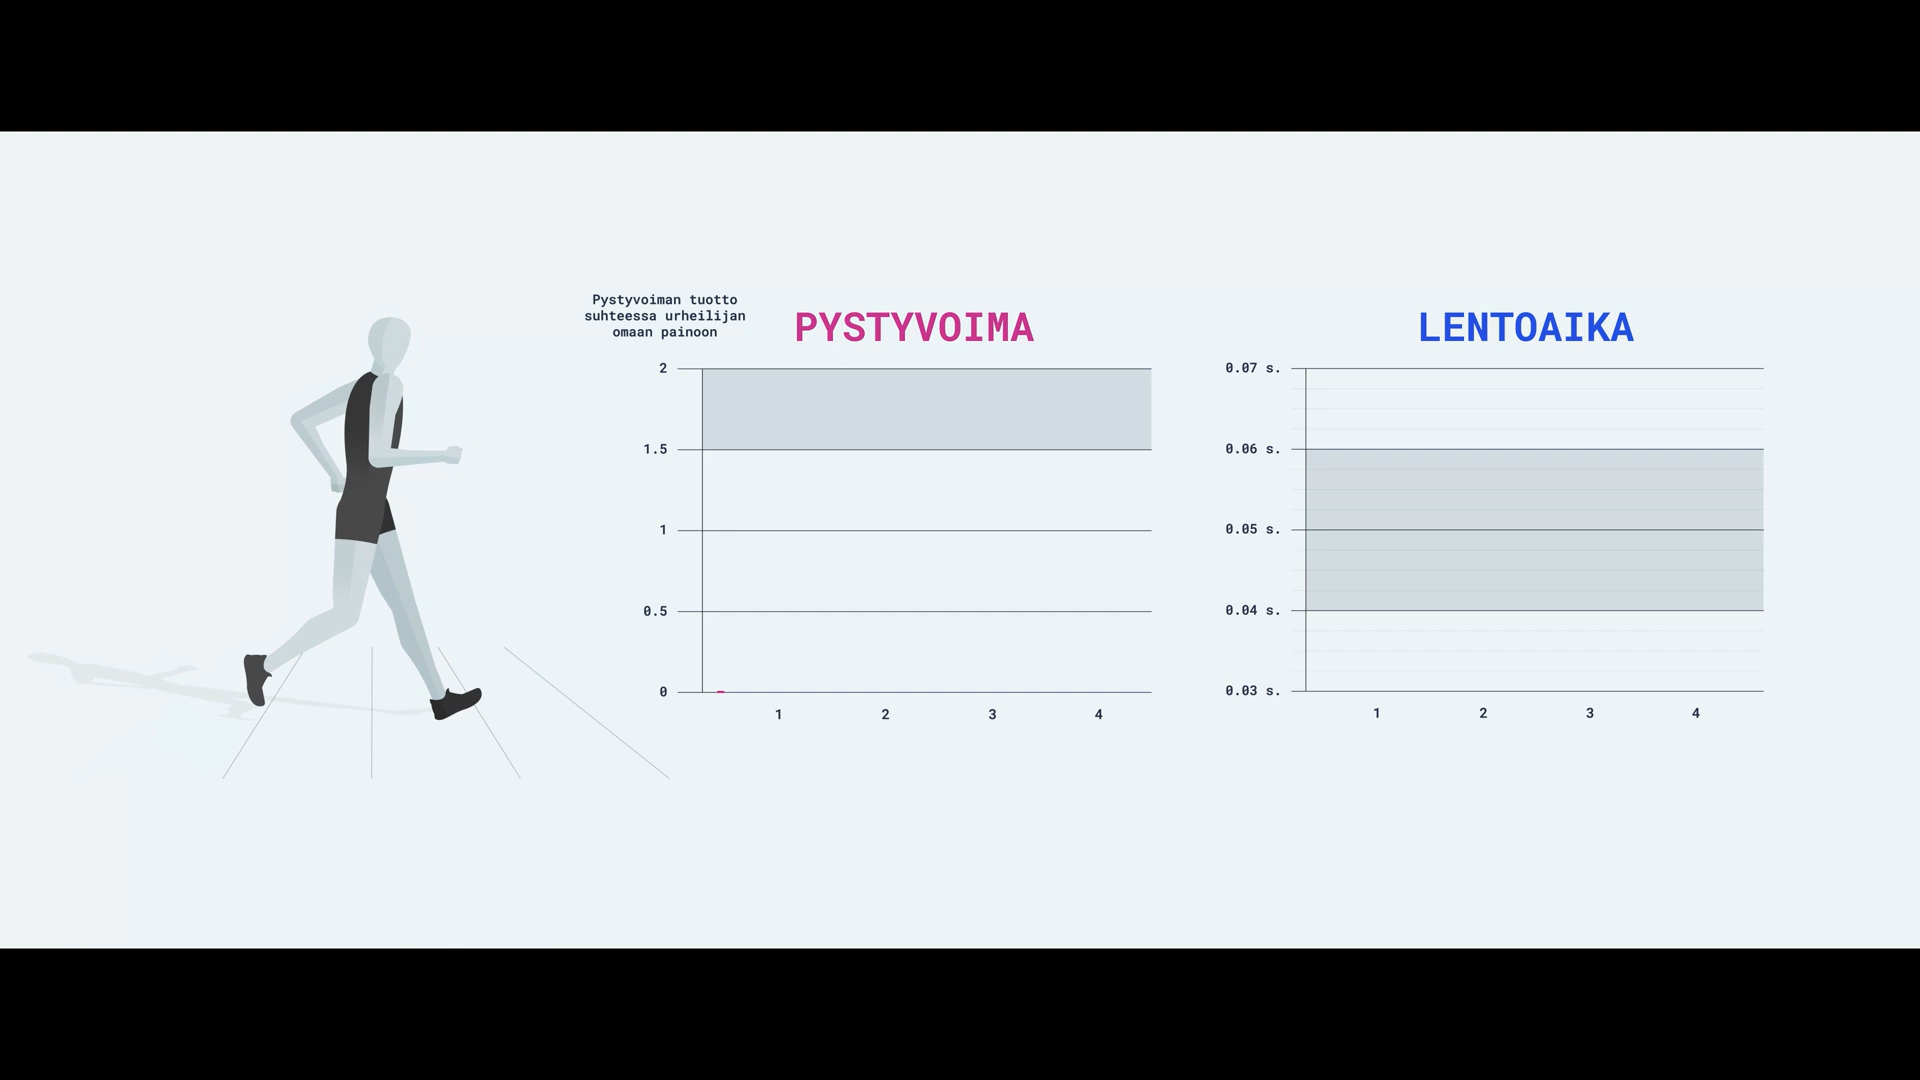 Pystyvoiman tuotto
suhteessa urheilijan
omaan painoon
PYSTYVOIMA
2
1.5
1
0.5
0
1 2 3 4
LENTOAIKA
0.07 s.
0.06 s.
0.05 s.
0.04 s.
0.03 s.
1 2 3 4